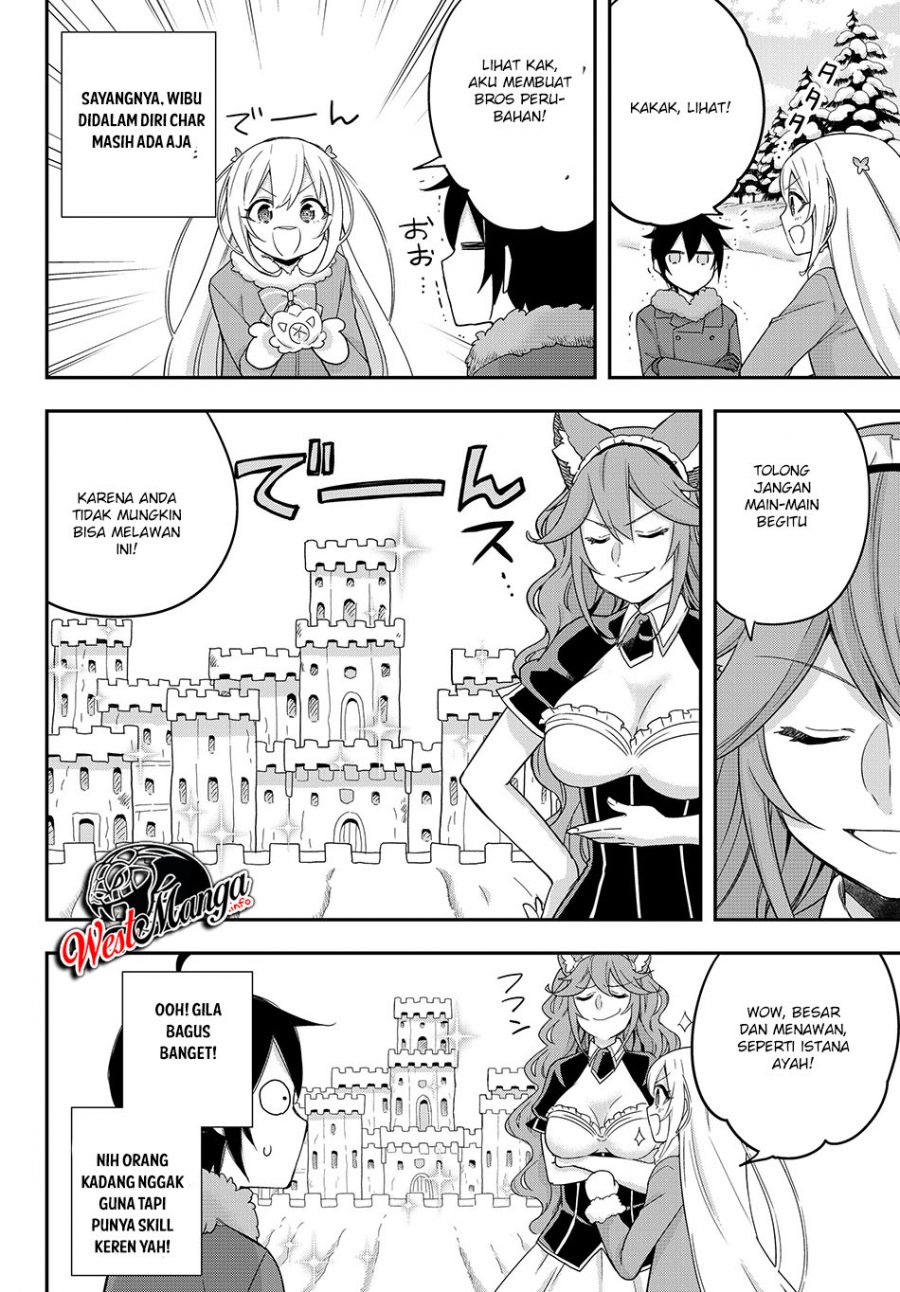 KAKAK, LIHAT!
タタタ…
LIHAT KAK,
AKU MEMBUAT
BROS PERU-
BAHAN!
おおお…
でーん
SAYANGNYA, WIBU
DIDALAM DIRI CHAR
MASIH ADA AJA
TOLONG
JANGAN
MAIN-MAIN
BEGITU
でーん
ス…
KARENA ANDA
TIDAK MUNGKIN
BISA MELAWAN
INI!
WestManga
.info
WOW, BESAR
DAN MENAWAN,
SEPERTI ISTANA
AYAH!
フフン
OOH! GILA
BAGUS
BANGET!
NIH ORANG
KADANG NGGAK
GUNA TAPI
PUNYA SKILL
KEREN YAH!